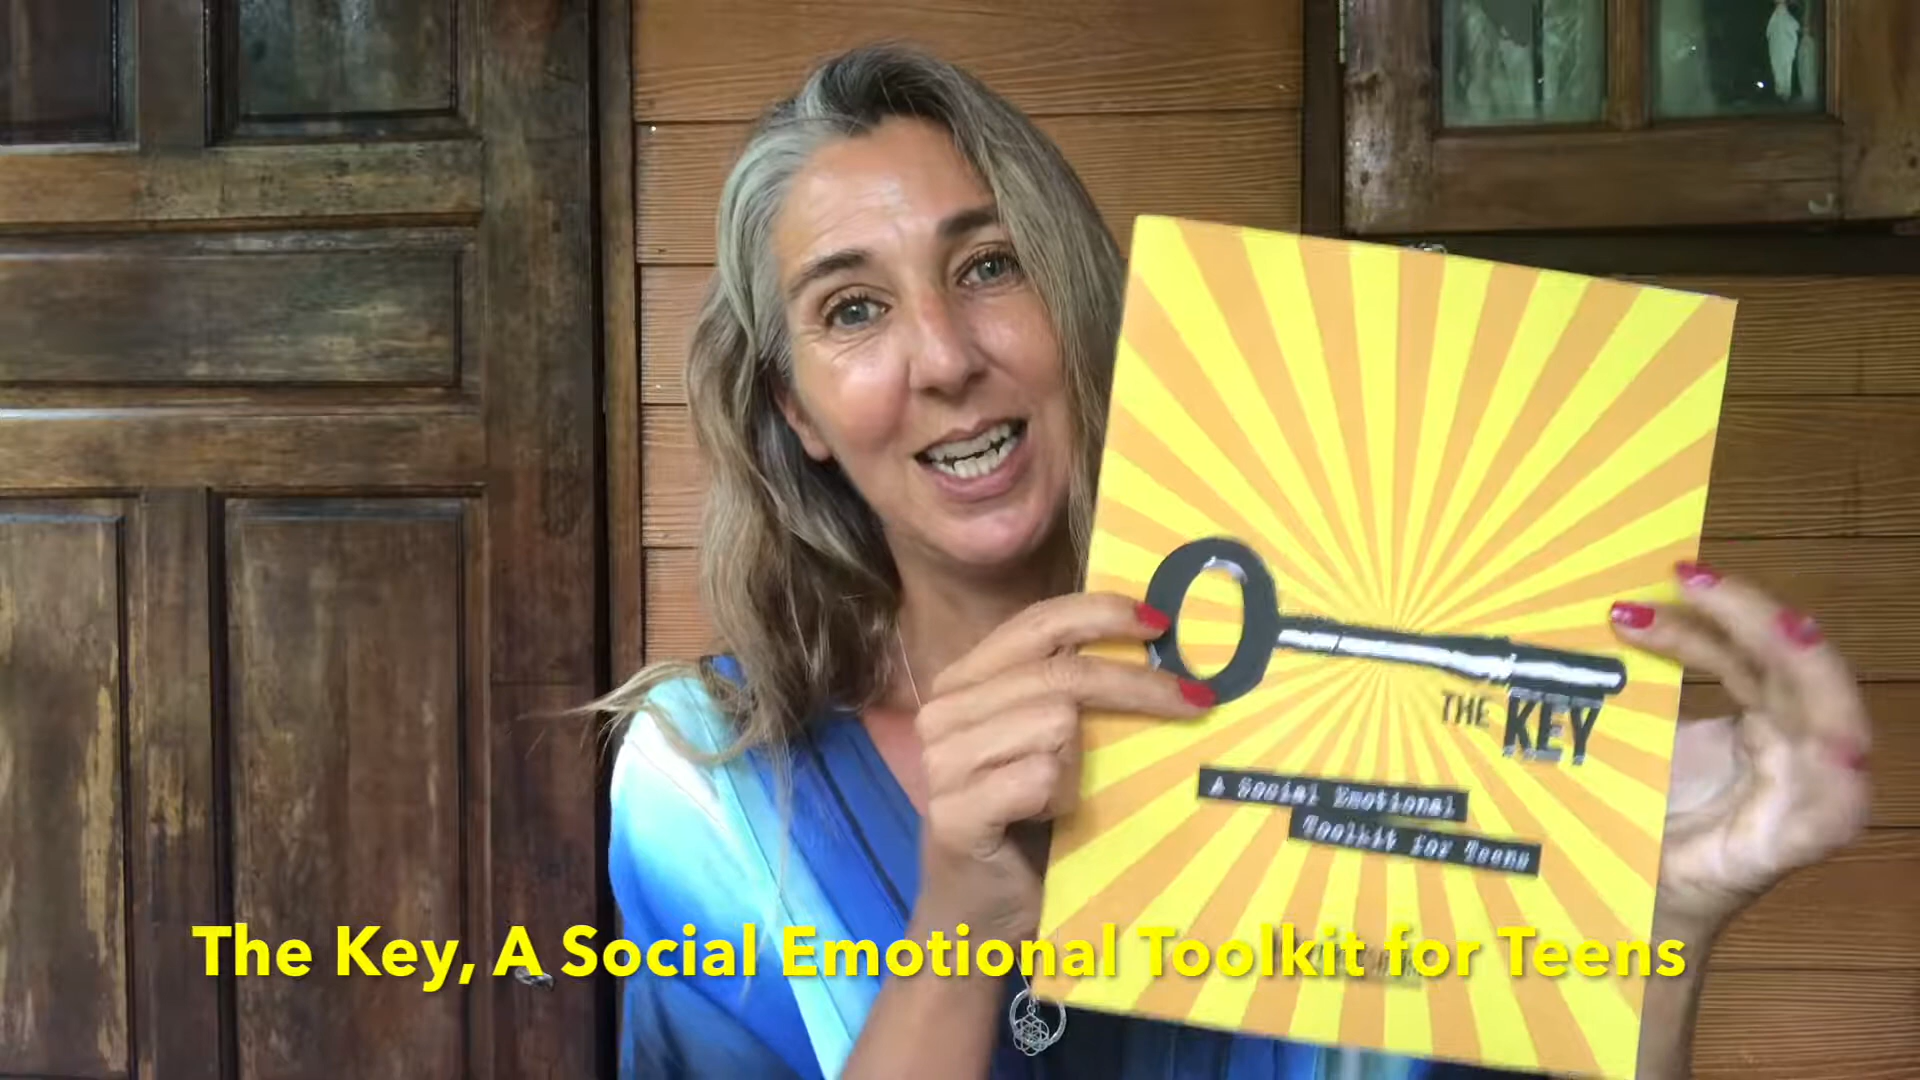 THE KEY
A Social Emotional
Toolkit for Teens
The Key, A Social Emotional Toolkit for Teens